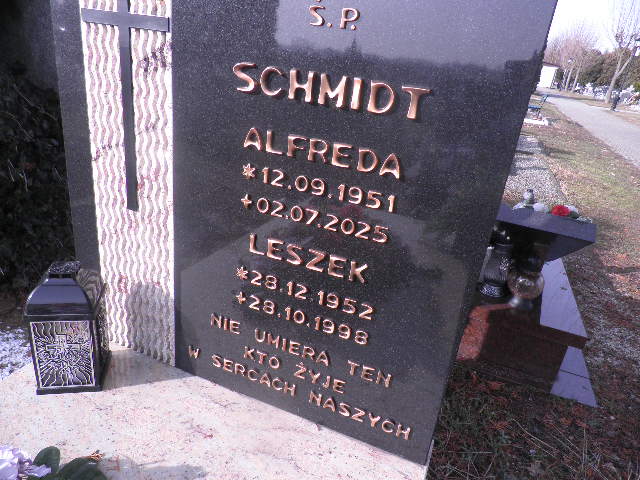 Ś.P.
SCHMIDT
ALFREDA
*12.09.1951
+02.07.2025
LESZEK
*28.12.1952
+28.10.1998
NIE UMIERA TEN
KTO ŻYJE
W SERCACH NASZYCH